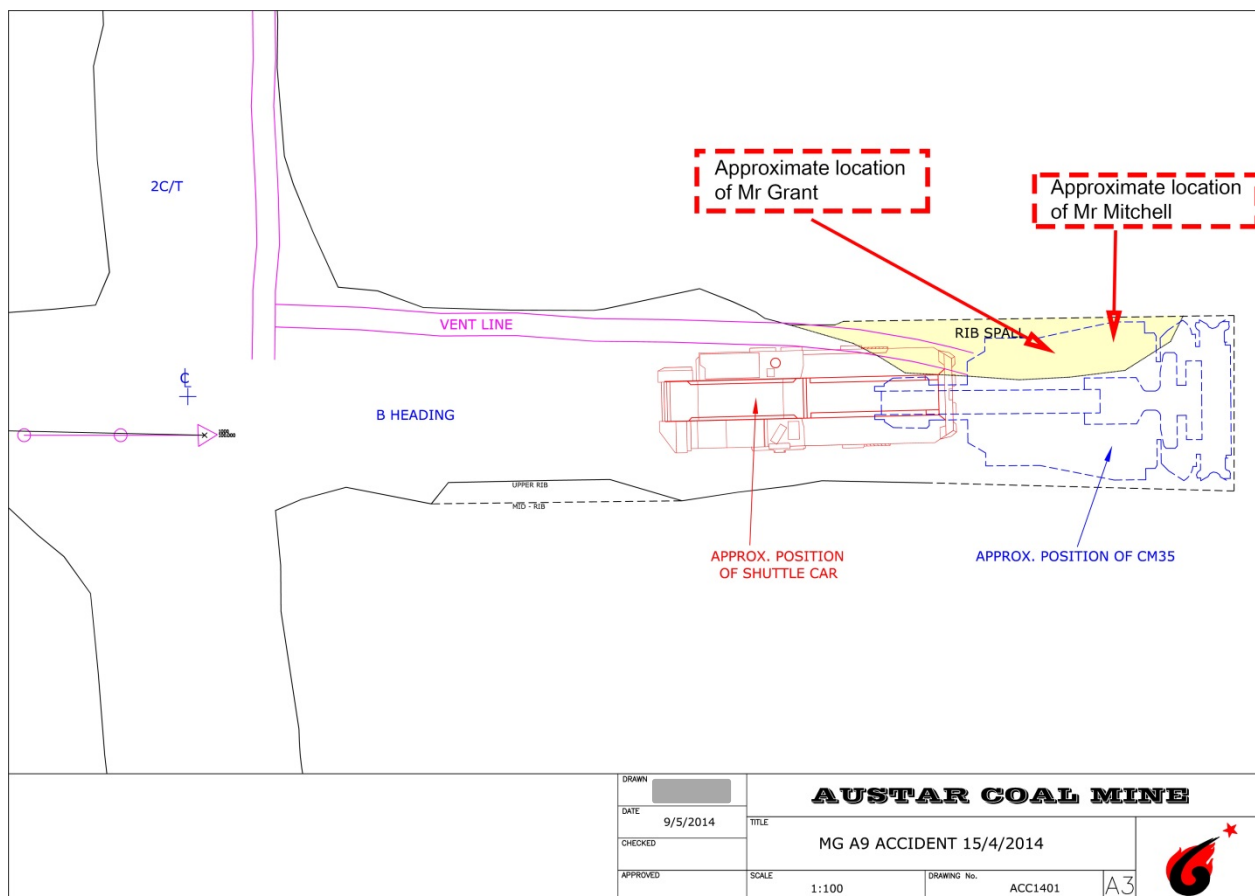 Approximate location
of Mr Grant
Approximate location
of Mr Mitchell
2C/T
VENT LINE
RIB SPALL
B HEADING
UPPER RIB
MID - RIB
APPROX. POSITION
OF SHUTTLE CAR
APPROX. POSITION OF CM35
DRAWN
AUSTAR COAL MINE
DATE
9/5/2014
TITLE
MG A9 ACCIDENT 15/4/2014
CHECKED
APPROVED
SCALE
1:100
DRAWING No.
ACC1401
A3